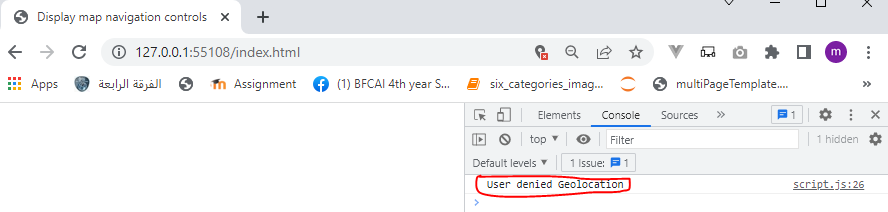 Display map navigation controls
127.0.0.1:55108/index.html
m
Apps الفرقة الرابعة Assignment (1) BFCAI 4th year S... six_categories_imag... multiPageTemplate....
Elements Console Sources » 1
top Filter 1 hidden
Default levels 1 Issue: 1
User denied Geolocation script.js:26